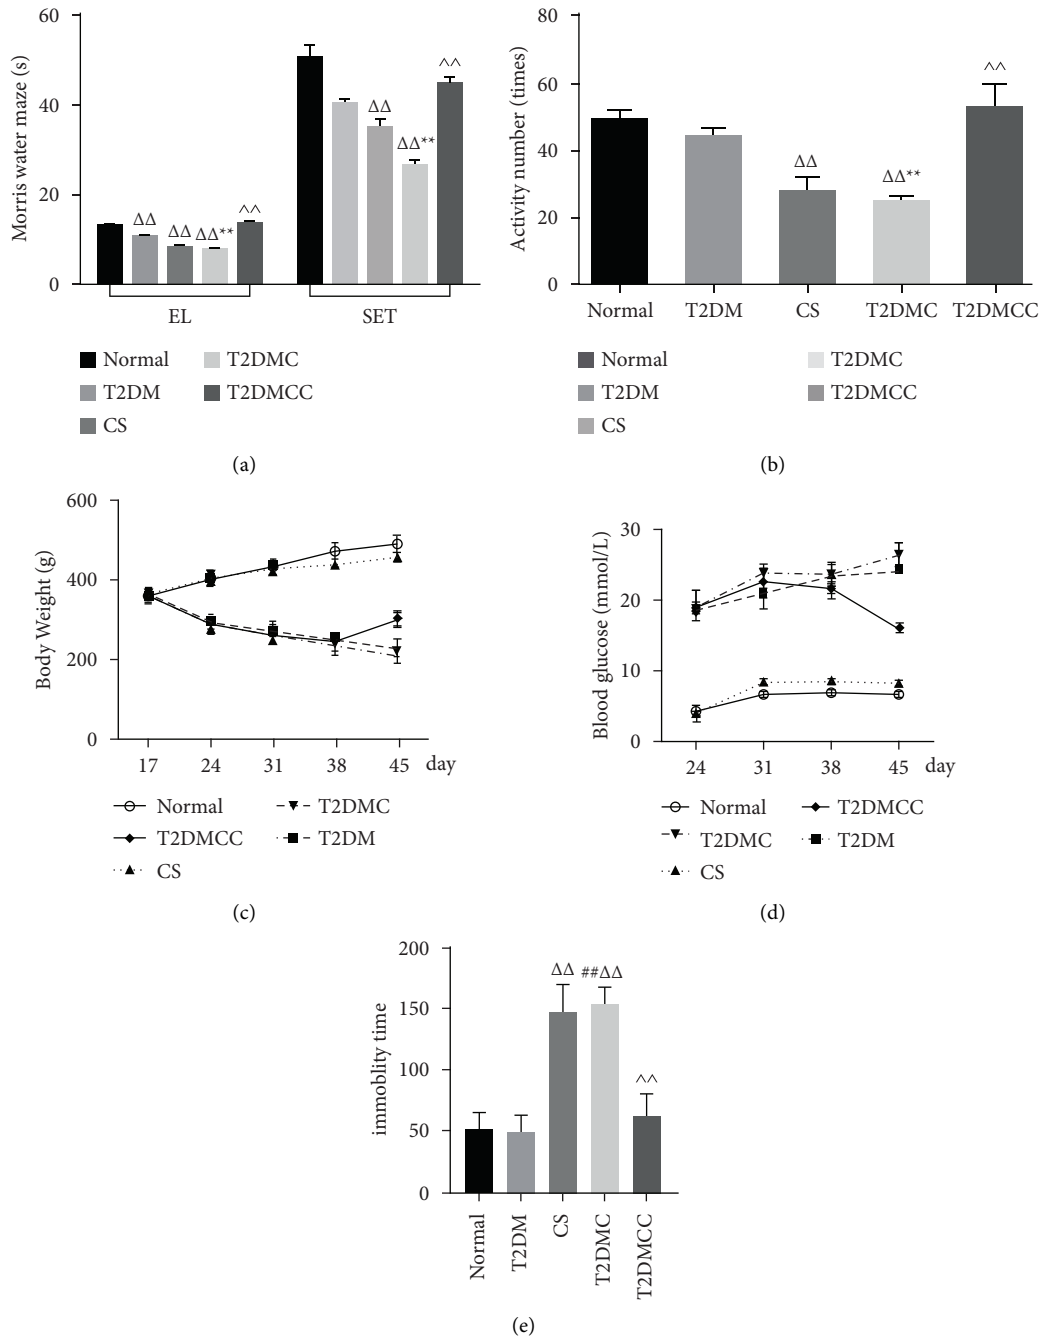 60
40
20
0
Morris water maze (s)
ΔΔ
ΔΔ
ΔΔ**
^^
ΔΔ
ΔΔ**
^^
EL
SET
Normal
T2DM
CS
T2DMC
T2DMCC
(a)
80
60
40
20
0
Activity number (times)
ΔΔ
ΔΔ**
^^
Normal
T2DM
CS
T2DMC
T2DMCC
Normal
T2DM
CS
T2DMC
T2DMCC
(b)
600
400
200
0
Body Weight (g)
17
24
31
38
45
day
Normal
T2DMCC
CS
T2DMC
T2DM
(c)
30
20
10
0
Blood glucose (mmol/L)
24
31
38
45
day
Normal
T2DMC
CS
T2DMCC
T2DM
(d)
200
150
100
50
0
immoblity time
ΔΔ
##ΔΔ
^^
Normal
T2DM
CS
T2DMC
T2DMCC
(e)